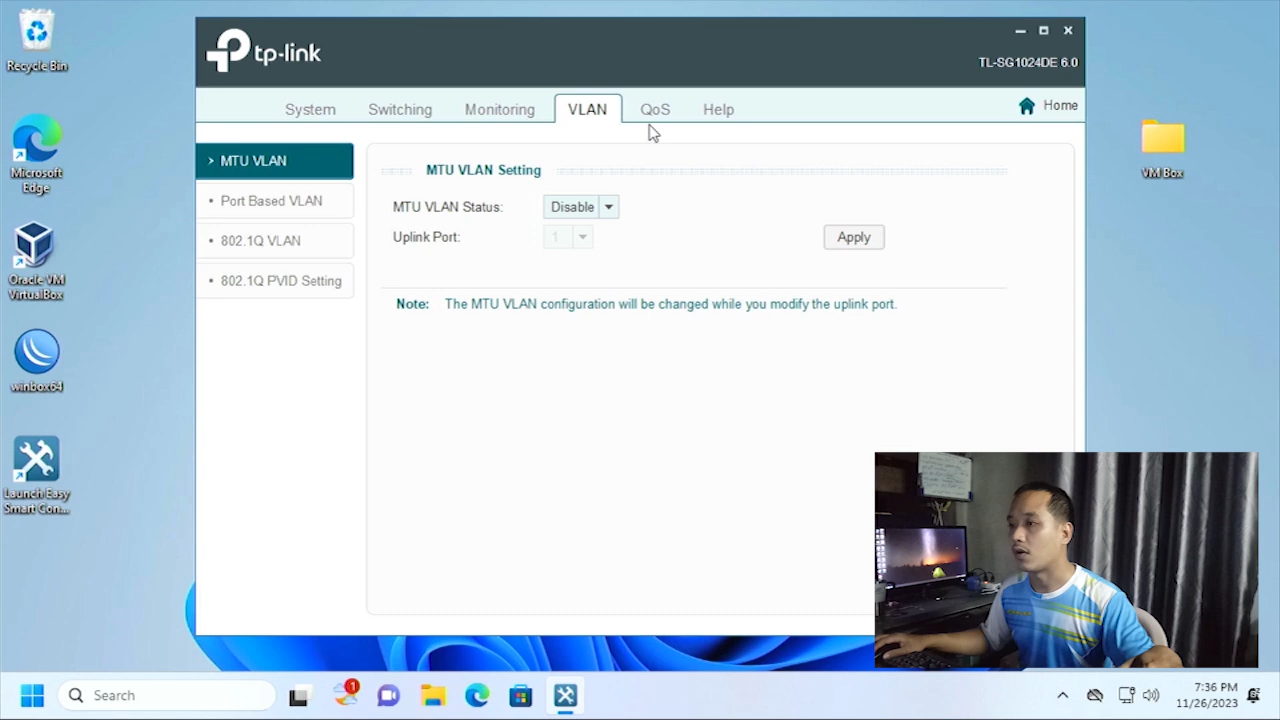 Recycle Bin
Microsoft
Edge
Oracle VM
VirtualBox
winbox64
Launch Easy
Smart Con...
tp-link
TL-SG1024DE 6.0
System
Switching
Monitoring
VLAN
QoS
Help
Home
MTU VLAN
Port Based VLAN
802.1Q VLAN
802.1Q PVID Setting
MTU VLAN Setting
MTU VLAN Status:
Disable
Uplink Port:
1
Apply
Note: The MTU VLAN configuration will be changed while you modify the uplink port.
VM Box
Search
1
7:36 PM
11/26/2023